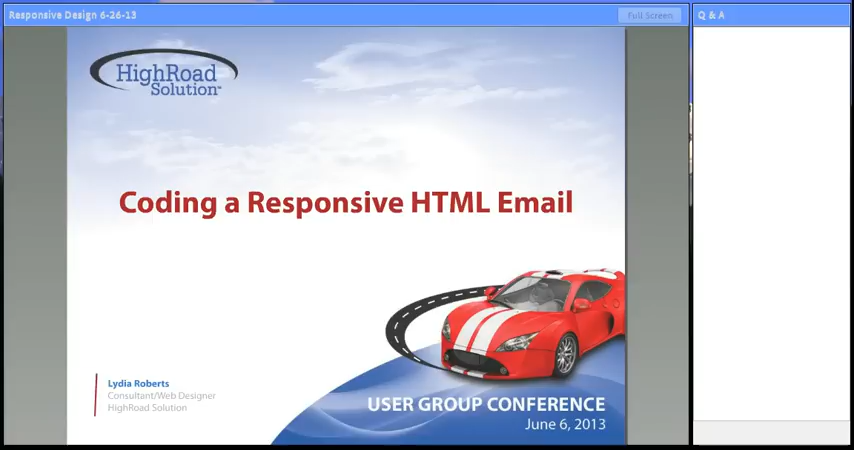 Responsive Design 6-26-13
Full Screen
Q & A
HighRoad
Solution™
Coding a Responsive HTML Email
Lydia Roberts
Consultant/Web Designer
HighRoad Solution
USER GROUP CONFERENCE
June 6, 2013